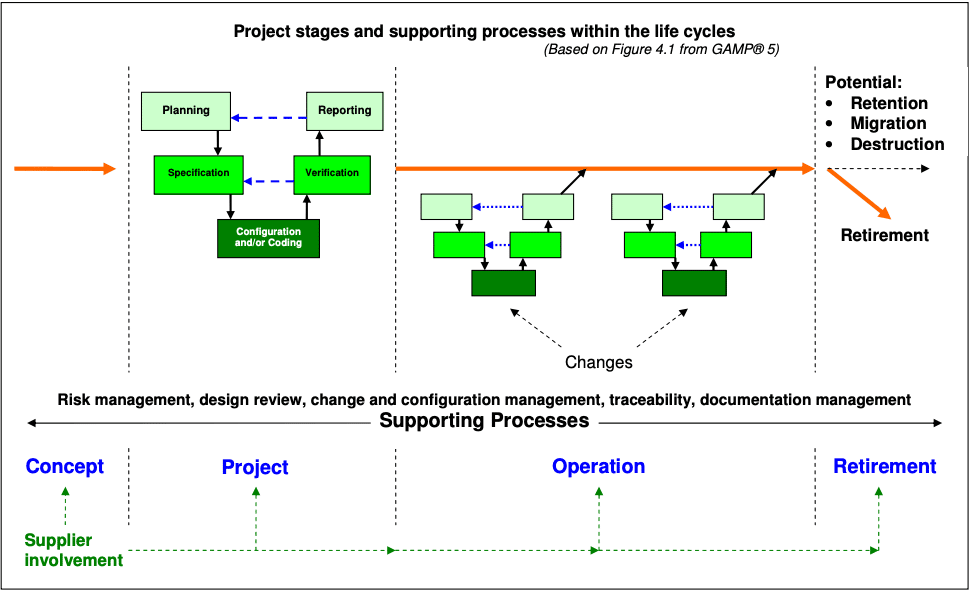 Project stages and supporting processes within the life cycles
(Based on Figure 4.1 from GAMP® 5)
Potential:
• Retention
• Migration
• Destruction
Planning
Reporting
Specification
Verification
Configuration
and/or Coding
Retirement
Changes
Risk management, design review, change and configuration management, traceability, documentation management
Supporting Processes
Concept
Project
Operation
Retirement
Supplier
involvement